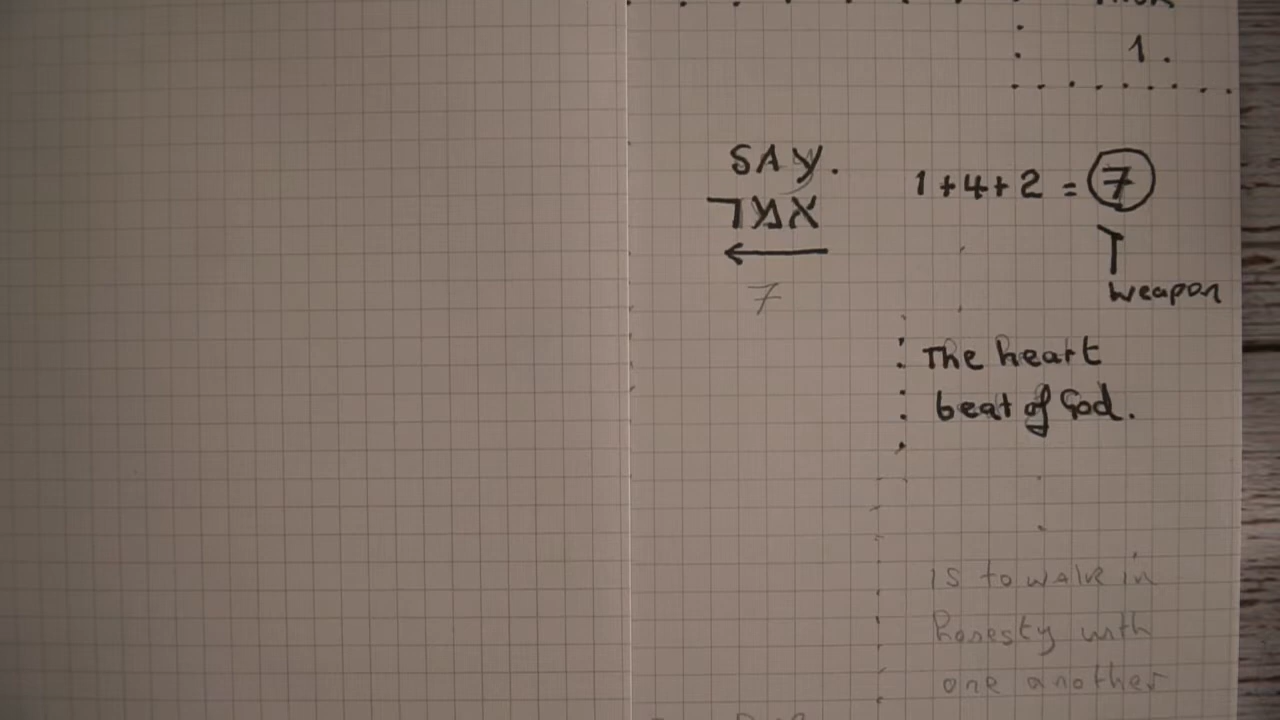 1.
SAY.
אמר
7
1+4+2 = 7
weapon
The heart
beat of God.
is to walk in
honesty with
one another